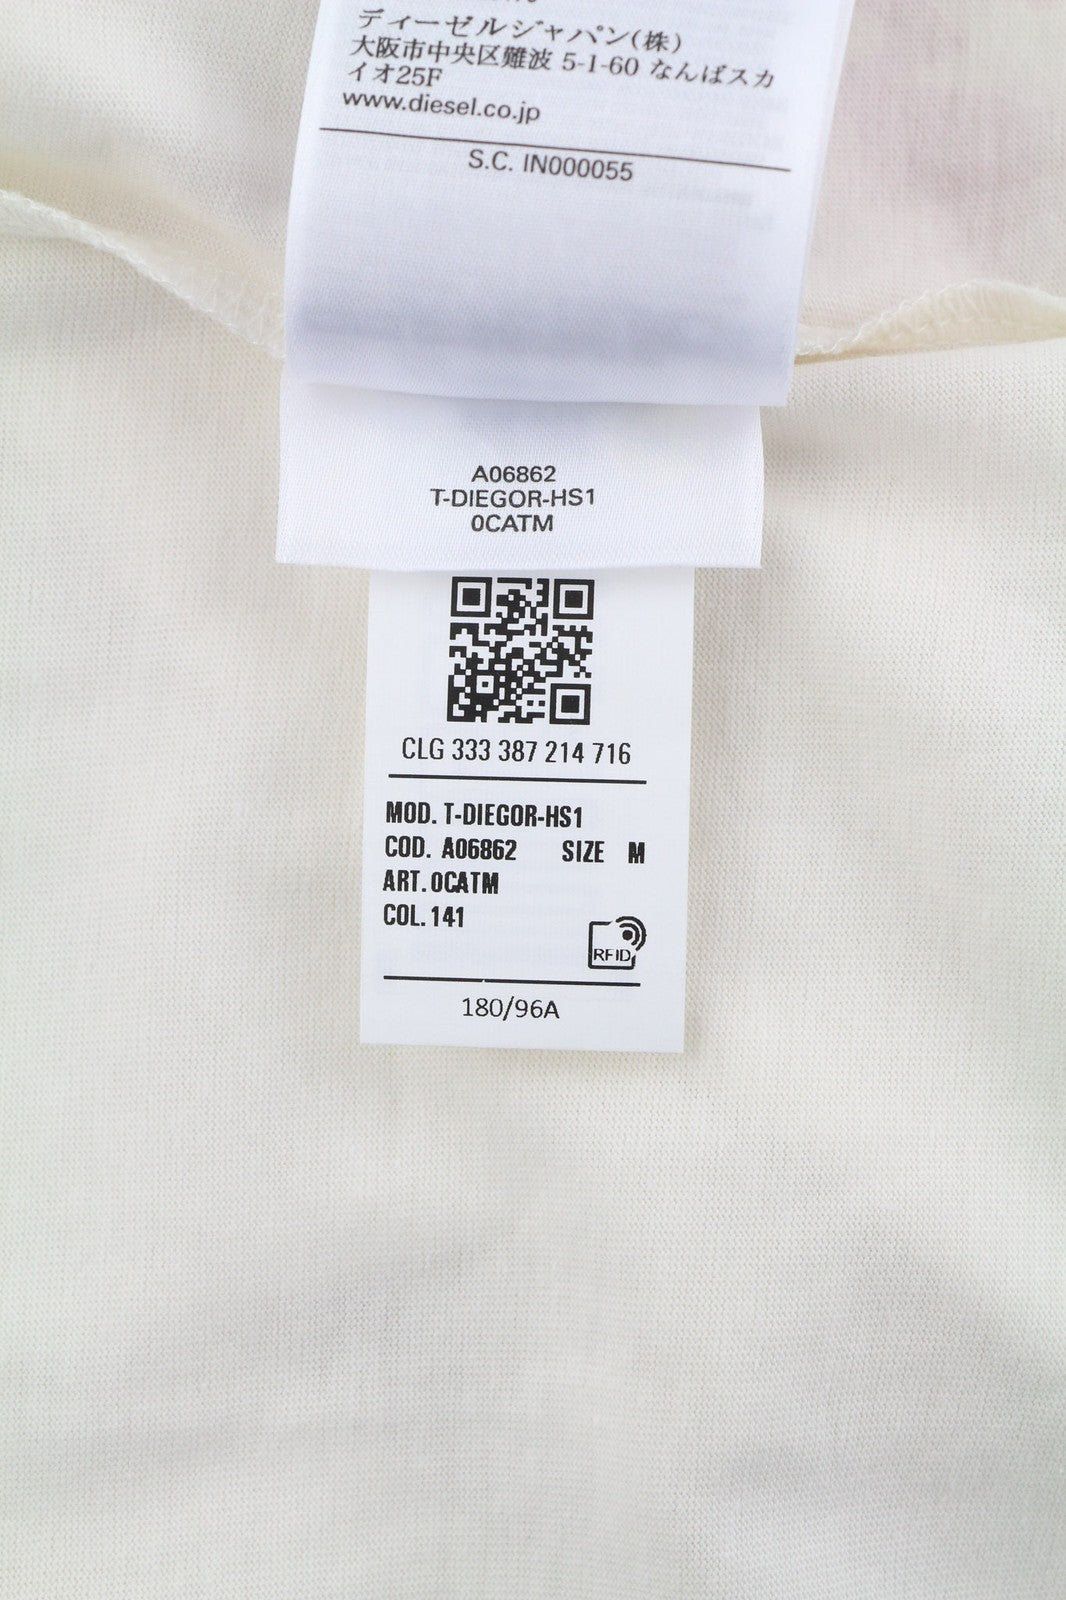 ディーゼルジャパン(株)
大阪市中央区難波 5-1-60 なんばスカ
イオ25F
www.diesel.co.jp
S.C. IN000055
A06862
T-DIEGOR-HS1
0CATM
CLG 333 387 214 716
MOD. T-DIEGOR-HS1
COD. A06862 SIZE M
ART. 0CATM
COL. 141
RFID
180/96A